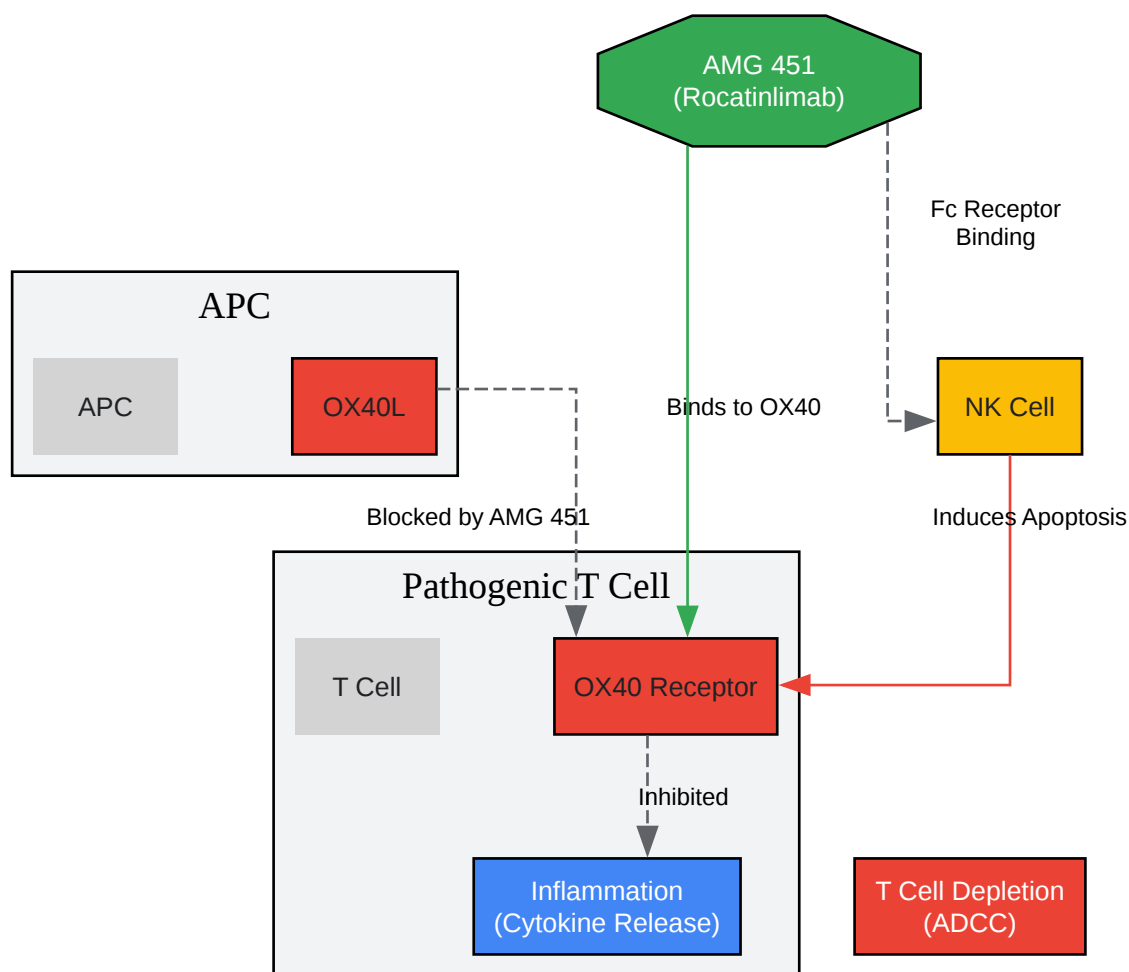 AMG 451
(Rocatinlimab)
Fc Receptor
Binding
APC
APC
OX40L
Binds to OX40
NK Cell
Blocked by AMG 451
Induces Apoptosis
Pathogenic T Cell
T Cell
OX40 Receptor
Inhibited
Inflammation
(Cytokine Release)
T Cell Depletion
(ADCC)